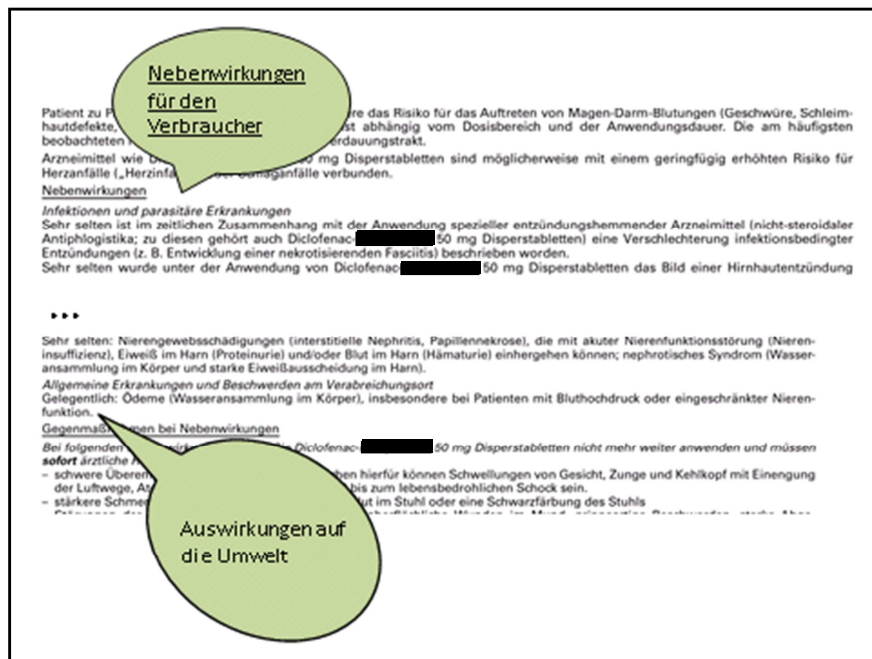 Nebenwirkungen
für den
Verbraucher
Patient zu P re das Risiko für das Auftreten von Magen-Darm-Blutungen (Geschwüre, Schleim-
hautdefekte, st abhängig vom Dosisbereich und der Anwendungsdauer. Die am häufigsten
beobachteten erdauungstrakt.
Arzneimittel wie mg Disperstabletten sind möglicherweise mit einem geringfügig erhöhten Risiko für
Herzanfälle („Herzinfa aganfälle verbunden.
Nebenwirkungen
Infektionen und parasitäre Erkrankungen
Sehr selten ist im zeitlichen Zusammenhang mit der Anwendung spezieller entzündungshemmender Arzneimittel (nicht-steroidaler
Antiphlogistika; zu diesen gehört auch Diclofenac- 50 mg Disperstabletten) eine Verschlechterung infektionsbedingter
Entzündungen (z. B. Entwicklung einer nekrotisierenden Fasciitis) beschrieben worden.
Sehr selten wurde unter der Anwendung von Diclofenac- 50 mg Disperstabletten das Bild einer Hirnhautentzündung
...
Sehr selten: Nierengewebsschädigungen (interstitielle Nephritis, Papillennekrose), die mit akuter Nierenfunktionsstörung (Nieren-
insuffizienz), Eiweiß im Harn (Proteinurie) und/oder Blut im Harn (Hämaturie) einhergehen können; nephrotisches Syndrom (Wasser-
ansammlung im Körper und starke Eiweißausscheidung im Harn).
Allgemeine Erkrankungen und Beschwerden am Verabreichungsort
Gelegentlich: Ödeme (Wasseransammlung im Körper), insbesondere bei Patienten mit Bluthochdruck oder eingeschränkter Nieren-
funktion.
Gegenmaßnahmen bei Nebenwirkungen
Bei folgenden Diclofenac- 50 mg Disperstabletten nicht mehr weiter anwenden und müssen
sofort ärztliche
– schwere Überem ben hierfür können Schwellungen von Gesicht, Zunge und Kehlkopf mit Einengung
der Luftwege, At bis zum lebensbedrohlichen Schock sein.
– stärkere Schmer ut im Stuhl oder eine Schwarzfärbung des Stuhls
Auswirkungen auf
die Umwelt